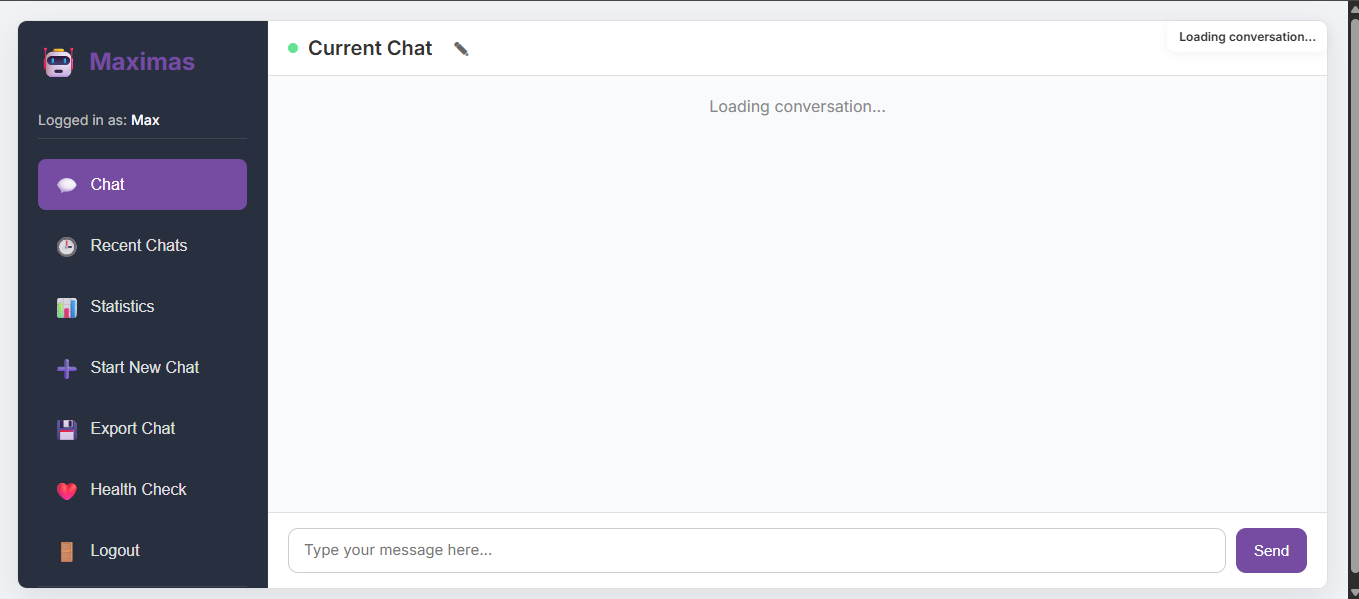 Maximas
Logged in as: Max
Chat
Recent Chats
Statistics
Start New Chat
Export Chat
Health Check
Logout
Current Chat
Loading conversation...
Loading conversation...
Type your message here...
Send